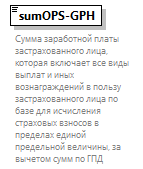 sumOPS-GPH
Сумма заработной платы
застрахованного лица,
которая включает все виды
выплат и иных
вознаграждений в пользу
застрахованного лица по
базе для исчисления
страховых взносов в
пределах единой
предельной величины, за
вычетом сумм по ГПД